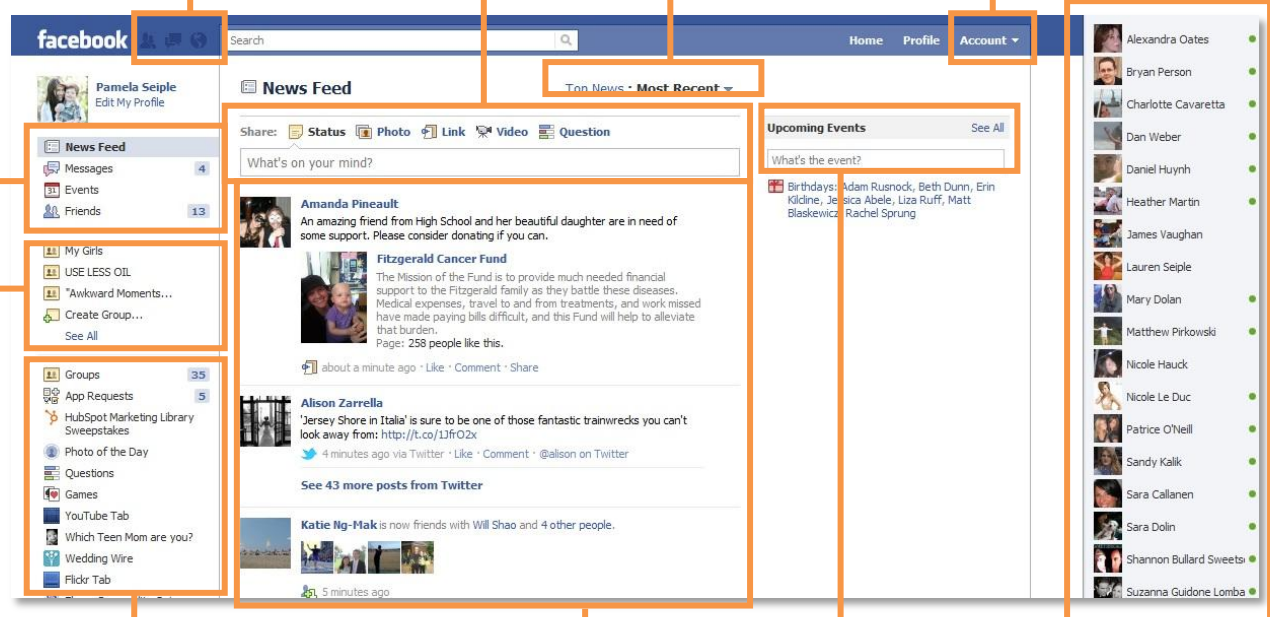 facebook
Search
Home Profile Account
Pamela Seiple
Edit My Profile
News Feed
Messages 4
31 Events
Friends 13
My Girls
USE LESS OIL
"Awkward Moments...
Create Group...
See All
Groups 35
App Requests 5
HubSpot Marketing Library
Sweepstakes
Photo of the Day
Questions
Games
YouTube Tab
Which Teen Mom are you?
Wedding Wire
Flickr Tab
News Feed
Top News · Most Recent
Share: Status Photo Link Video Question
What's on your mind?
Amanda Pineault
An amazing friend from High School and her beautiful daughter are in need of
some support. Please consider donating if you can.
Fitzgerald Cancer Fund
The Mission of the Fund is to provide much needed financial
support to the Fitzgerald family as they battle these diseases.
Medical expenses, travel to and from treatments, and work missed
have made paying bills difficult, and this Fund will help to alleviate
that burden.
Page: 258 people like this.
about a minute ago · Like · Comment · Share
Alison Zarrella
'Jersey Shore in Italia' is sure to be one of those fantastic trainwrecks you can't
look away from: http://t.co/1JfrO2x
4 minutes ago via Twitter · Like · Comment · @alison on Twitter
See 43 more posts from Twitter
Katie Ng-Mak is now friends with Will Shao and 4 other people.
5 minutes ago
Upcoming Events See All
What's the event?
Birthdays: Adam Rusnock, Beth Dunn, Erin
Kildine, Jessica Abele, Liza Ruff, Matt
Blaskewicz, Rachel Sprung
Alexandra Oates
Bryan Person
Charlotte Cavaretta
Dan Weber
Daniel Huynh
Heather Martin
James Vaughan
Lauren Seiple
Mary Dolan
Matthew Pirkowski
Nicole Hauck
Nicole Le Duc
Patrice O'Neill
Sandy Kalik
Sara Callanen
Sara Dolin
Shannon Bullard Sweets
Suzanna Guidone Lomba